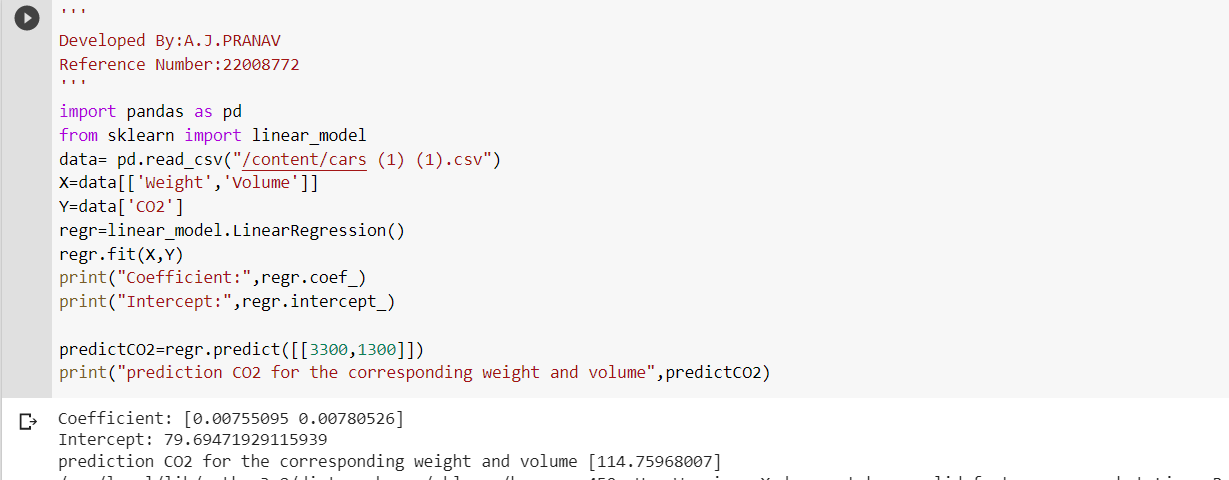 '''
Developed By:A.J.PRANAV
Reference Number:22008772
'''
import pandas as pd
from sklearn import linear_model
data= pd.read_csv("/content/cars (1) (1).csv")
X=data[['Weight','Volume']]
Y=data['CO2']
regr=linear_model.LinearRegression()
regr.fit(X,Y)
print("Coefficient:",regr.coef_)
print("Intercept:",regr.intercept_)
predictCO2=regr.predict([[3300,1300]])
print("prediction CO2 for the corresponding weight and volume",predictCO2)
Coefficient: [0.00755095 0.00780526]
Intercept: 79.69471929115939
prediction CO2 for the corresponding weight and volume [114.75968007]